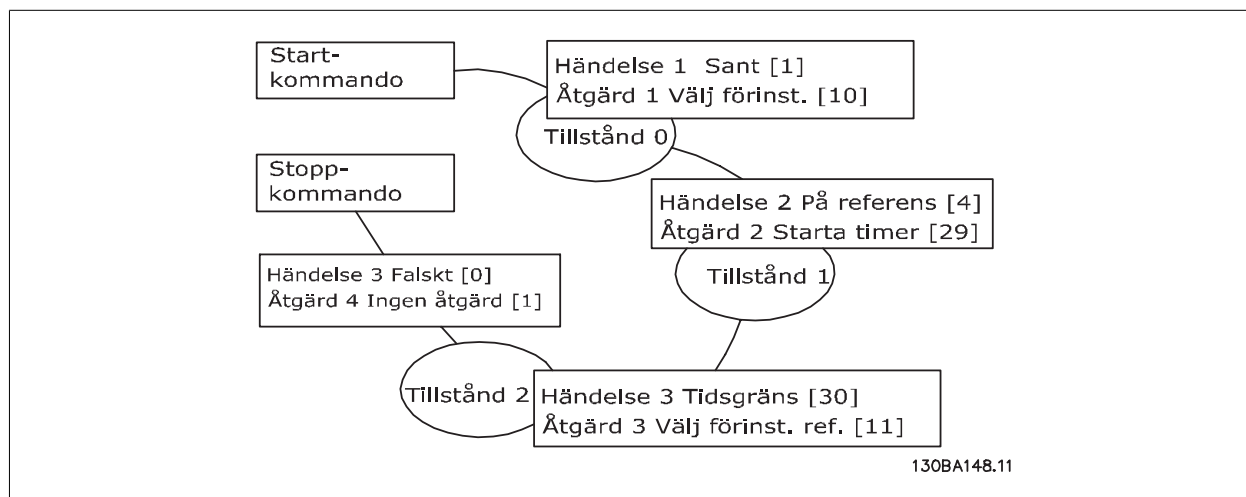 Start-
kommando
Händelse 1 Sant [1]
Åtgärd 1 Välj förinst. [10]
Tillstånd 0
Stopp-
kommando
Händelse 2 På referens [4]
Åtgärd 2 Starta timer [29]
Tillstånd 1
Händelse 3 Falskt [0]
Åtgärd 4 Ingen åtgärd [1]
Tillstånd 2
Händelse 3 Tidsgräns [30]
Åtgärd 3 Välj förinst. ref. [11]
130BA148.11